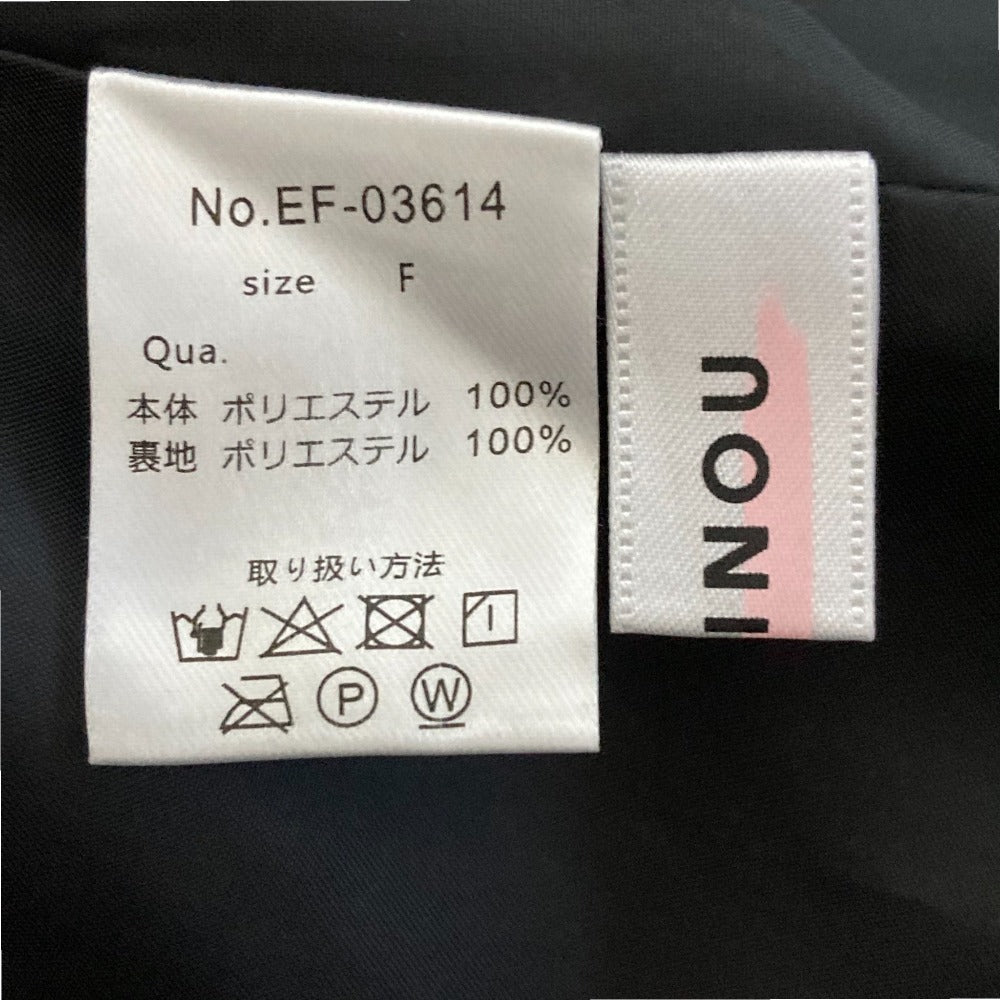 No.EF-03614
size F
Qua.
本体 ポリエステル 100%
裏地 ポリエステル 100%
取り扱い方法
P W
INOU